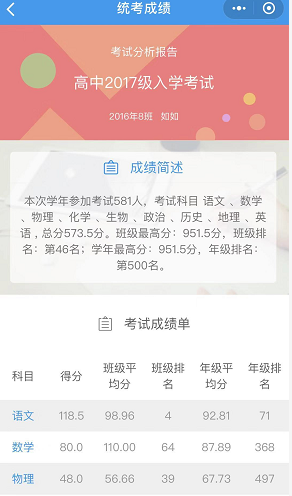 统考成绩
考试分析报告
高中2017级入学考试
2016年8班 如如
成绩简述
本次学年参加考试581人，考试科目 语文 、数学
、物理 、化学 、生物 、政治 、历史 、地理 、英
语 , 总分573.5分。班级最高分：951.5分，班级排
名：第46名；学年最高分：951.5分，年级排名：
第500名。
考试成绩单
科目 得分 班级平均分 班级排名 年级平均分 年级排名
语文 118.5 98.96 4 92.81 71
数学 80.0 110.00 64 87.89 368
物理 48.0 56.66 39 67.73 497